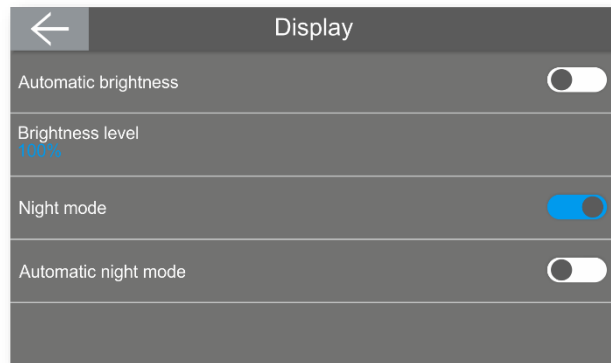 Display
Automatic brightness
Brightness level
100%
Night mode
Automatic night mode